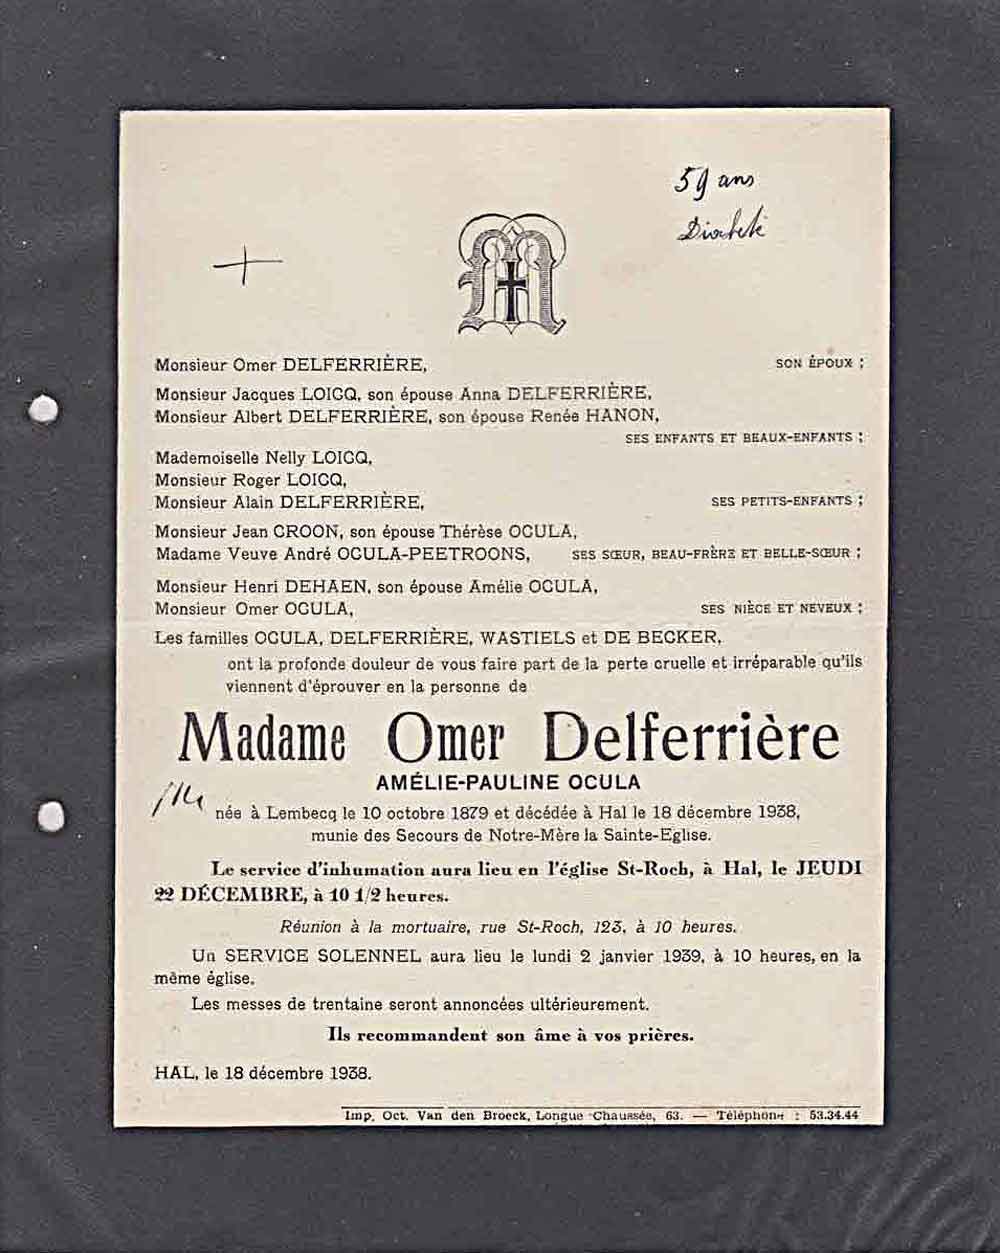 59 ans
Diabète
M
Monsieur Omer DELFERRIÈRE, SON ÉPOUX ;
Monsieur Jacques LOICQ, son épouse Anna DELFERRIÈRE,
Monsieur Albert DELFERRIÈRE, son épouse Renée HANON,
SES ENFANTS ET BEAUX-ENFANTS ;
Mademoiselle Nelly LOICQ,
Monsieur Roger LOICQ,
Monsieur Alain DELFERRIÈRE, SES PETITS-ENFANTS ;
Monsieur Jean CROON, son épouse Thérèse OCULA,
Madame Veuve André OCULA-PEETROONS, SES SŒUR, BEAU-FRÈRE ET BELLE-SŒUR ;
Monsieur Henri DEHAEN, son épouse Amélie OCULA,
Monsieur Omer OCULA, SES NIÈCE ET NEVEUX ;
Les familles OCULA, DELFERRIÈRE, WASTIELS et DE BECKER,
ont la profonde douleur de vous faire part de la perte cruelle et irréparable qu'ils
viennent d'éprouver en la personne de
Madame Omer Delferrière
AMÉLIE-PAULINE OCULA
née à Lembecq le 10 octobre 1879 et décédée à Hal le 18 décembre 1938,
munie des Secours de Notre-Mère la Sainte-Eglise.
Le service d'inhumation aura lieu en l'église St-Roch, à Hal, le JEUDI
22 DÉCEMBRE, à 10 1/2 heures.
Réunion à la mortuaire, rue St-Roch, 123, à 10 heures.
Un SERVICE SOLENNEL aura lieu le lundi 2 janvier 1939, à 10 heures, en la
même église.
Les messes de trentaine seront annoncées ultérieurement.
Ils recommandent son âme à vos prières.
HAL, le 18 décembre 1938.
Imp. Oct. Van den Broeck, Longue Chaussée, 63. — Téléphone : 53.34.44